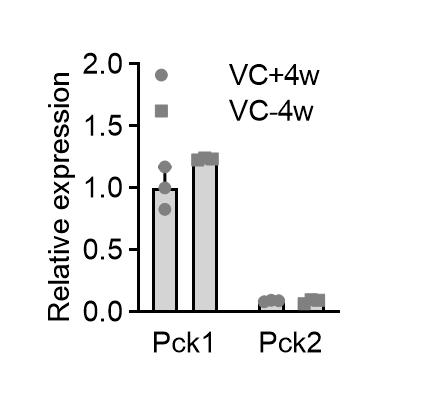 Relative expression
2.0
1.5
1.0
0.5
0.0
VC+4w
VC-4w
Pck1 Pck2